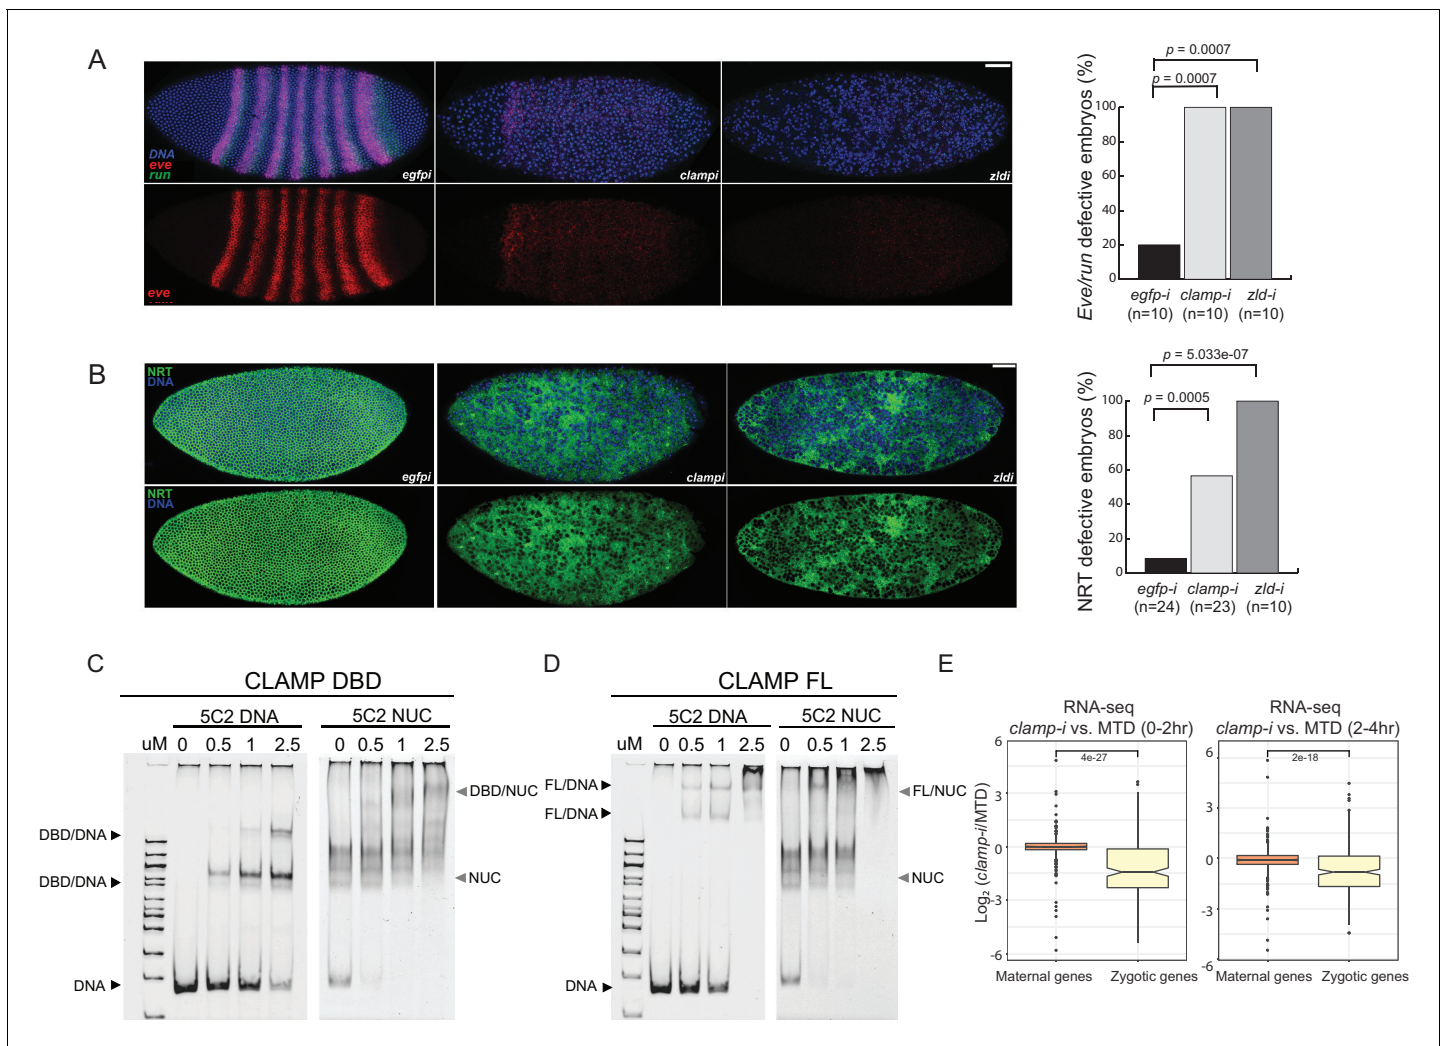 A
DNA
eve
run
egfpi
clampi
zldi
eve
p = 0.0007
p = 0.0007
Eve/run defective embryos (%)
100
80
60
40
20
0
egfp-i clamp-i zld-i
(n=10) (n=10) (n=10)
B
NRT
DNA
egfpi
clampi
zldi
NRT
DNA
p = 5.033e-07
p = 0.0005
NRT defective embryos (%)
100
80
60
40
20
0
egfp-i clamp-i zld-i
(n=24) (n=23) (n=10)
C
CLAMP DBD
5C2 DNA 5C2 NUC
uM 0 0.5 1 2.5 0 0.5 1 2.5
DBD/NUC
DBD/DNA
DBD/DNA
NUC
DNA
D
CLAMP FL
5C2 DNA 5C2 NUC
uM 0 0.5 1 2.5 0 0.5 1 2.5
FL/DNA
FL/NUC
FL/DNA
NUC
DNA
E
RNA-seq
clamp-i vs. MTD (0-2hr)
Log₂ (clamp-i/MTD)
6
3
0
-3
-6
4e-27
Maternal genes Zygotic genes
RNA-seq
clamp-i vs. MTD (2-4hr)
6
3
0
-3
-6
2e-18
Maternal genes Zygotic genes